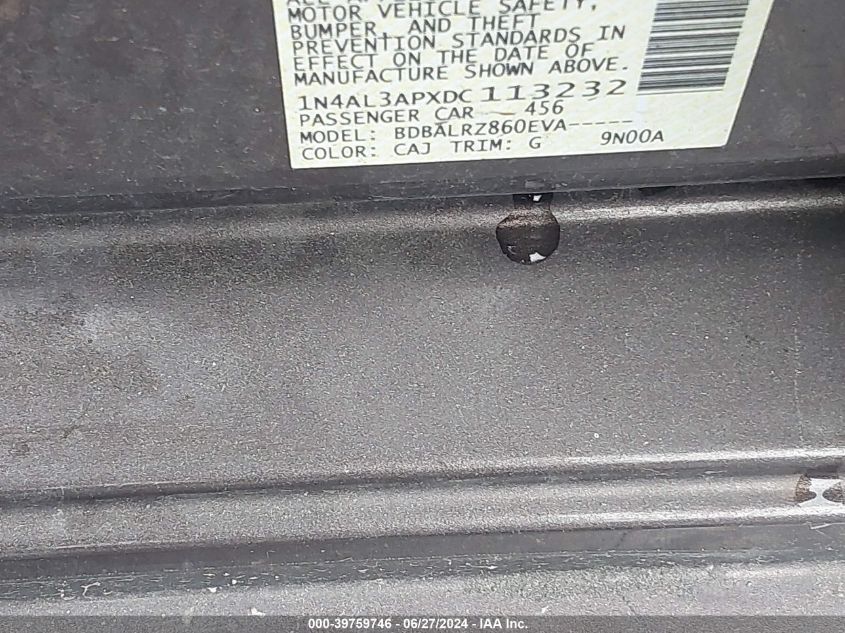 MOTOR VEHICLE SAFETY,
BUMPER, AND THEFT
PREVENTION STANDARDS IN
EFFECT ON THE DATE OF
MANUFACTURE SHOWN ABOVE.
1N4AL3APXDC113232
PASSENGER CAR 456
MODEL: BDBALRZ860EVA-----
COLOR: CAJ TRIM: G 9N00A
000-39759746 - 06/27/2024 - IAA Inc.